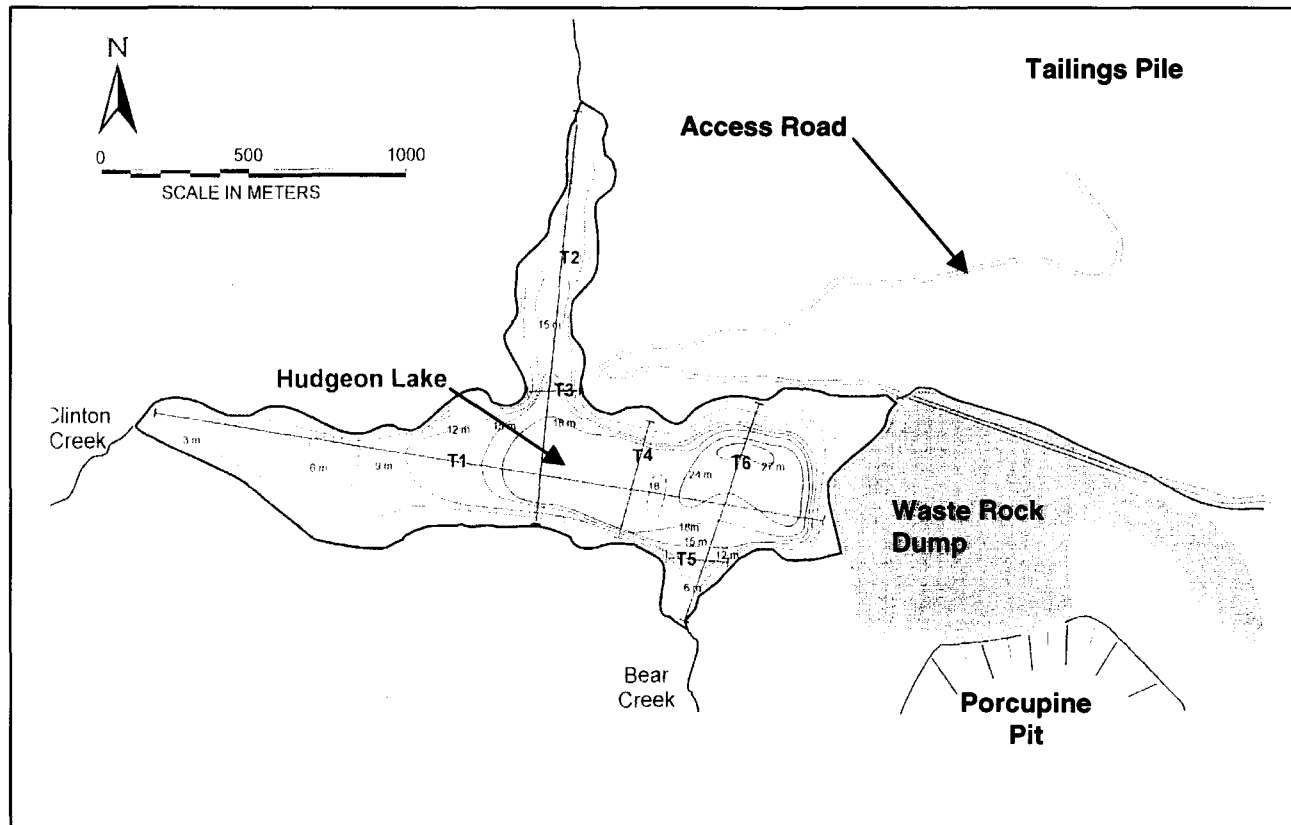 N
Tailings Pile
Access Road
0 500 1000
SCALE IN METERS
T2
15 m
Hudgeon Lake
T3
Clinton
Creek
3 m
6 m
9 m
12 m
T1
18 m
T4
18
24 m
T6
27 m
18m
15 m
12 m
T5
6 m
Waste Rock
Dump
Bear
Creek
Porcupine
Pit